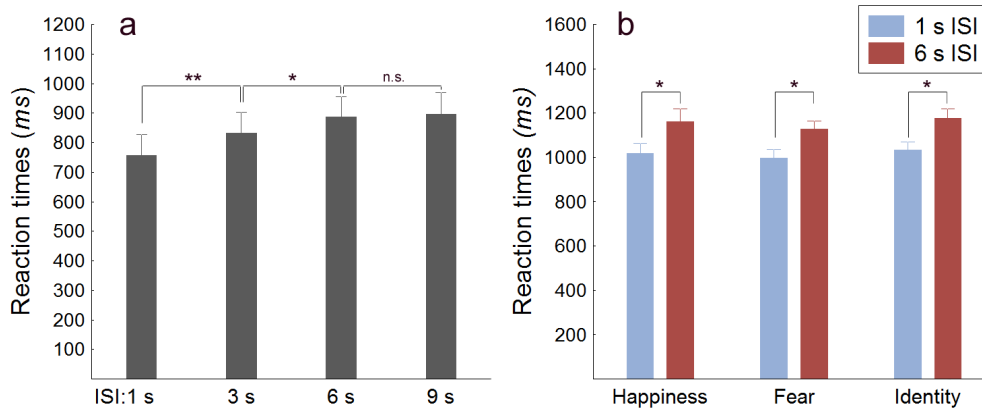 a
Reaction times (ms)
1200
1100
1000
900
800
700
600
500
400
300
200
100
**
*
n.s.
ISI:1 s 3 s 6 s 9 s
b
1 s ISI
6 s ISI
Reaction times (ms)
1600
1400
1200
1000
800
600
400
200
*
*
*
Happiness Fear Identity